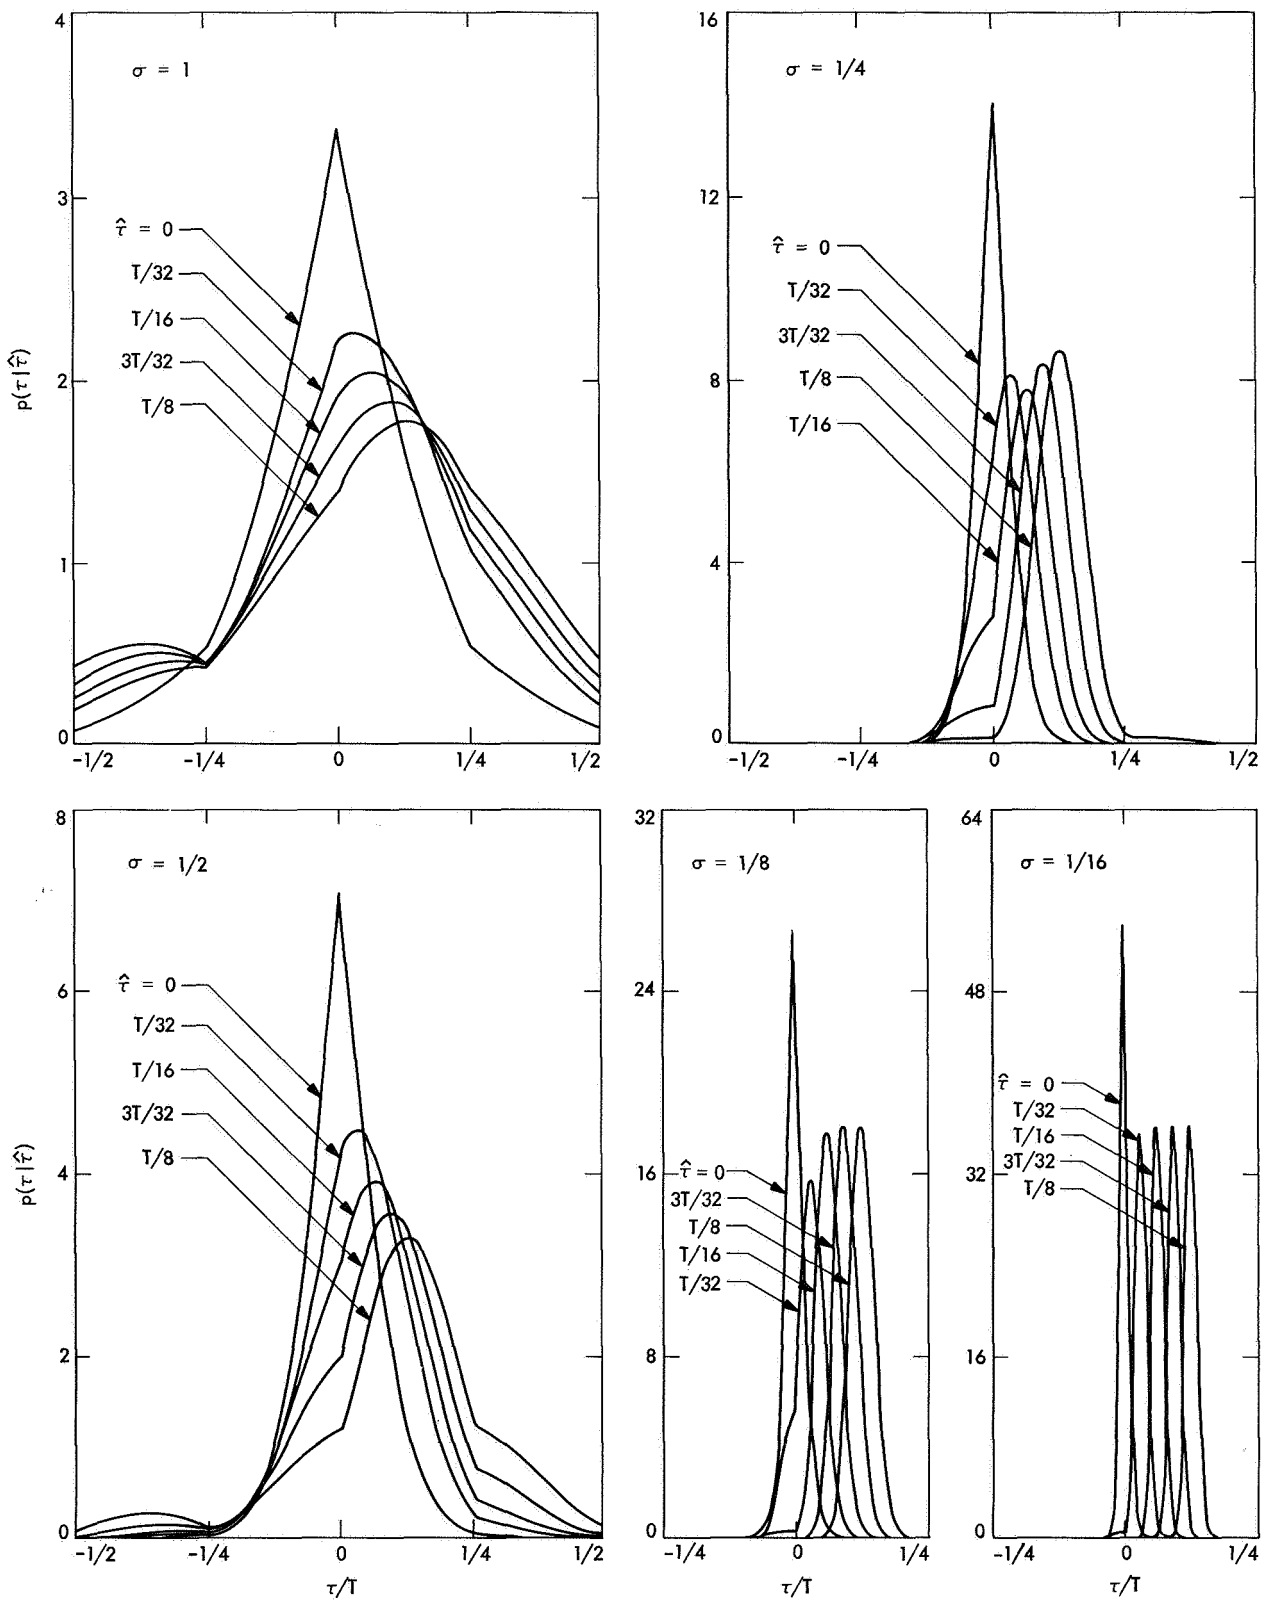 4
σ = 1
3
τ̂ = 0
T/32
T/16
3T/32
T/8
2
p(τ|τ̂)
1
0
-1/2
-1/4
0
1/4
1/2
16
σ = 1/4
12
τ̂ = 0
T/32
3T/32
T/8
T/16
8
4
0
-1/2
-1/4
0
1/4
1/2
8
σ = 1/2
6
τ̂ = 0
T/32
T/16
3T/32
T/8
4
p(τ|τ̂)
2
0
-1/2
-1/4
0
1/4
1/2
τ/T
32
σ = 1/8
24
16
τ̂ = 0
3T/32
T/8
T/16
T/32
8
0
-1/4
0
1/4
τ/T
64
σ = 1/16
48
τ̂ = 0
T/32
T/16
3T/32
T/8
32
16
0
-1/4
0
1/4
τ/T